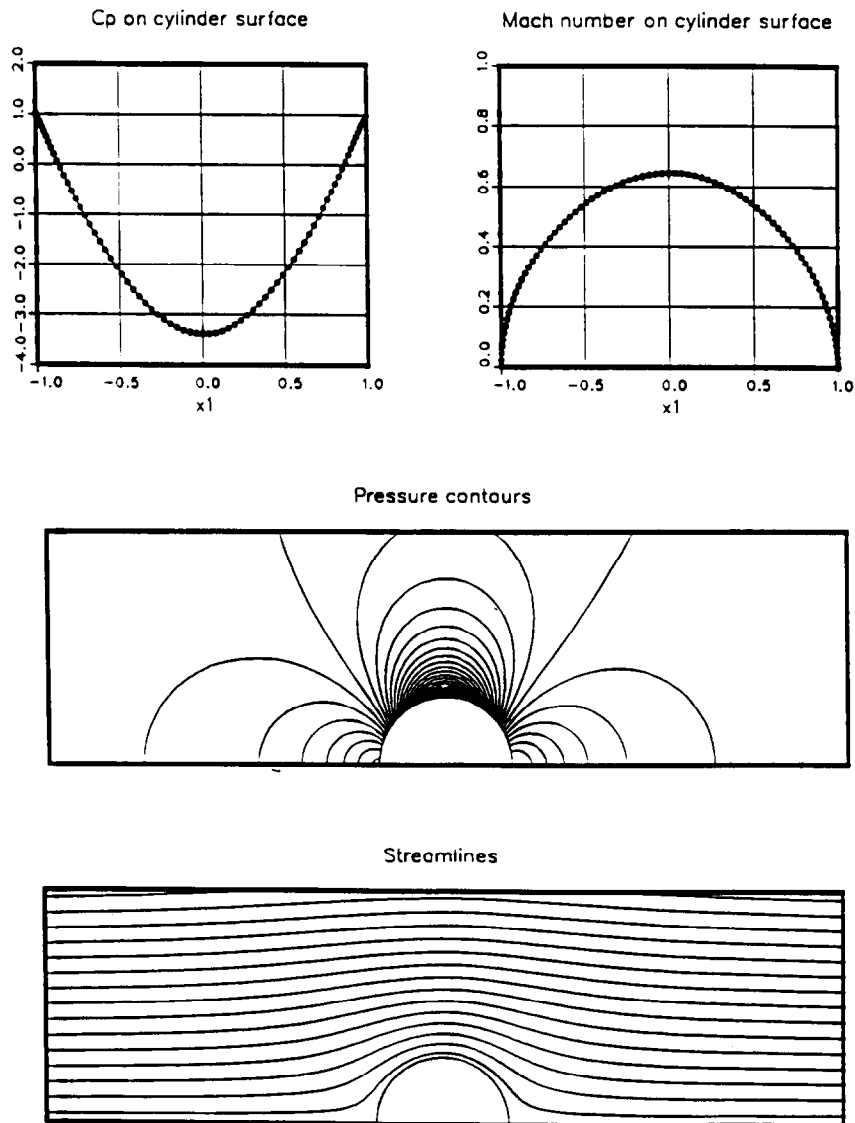 Cp on cylinder surface
2.0
1.0
0.0
-1.0
-2.0
-3.0
-4.0
-1.0 -0.5 0.0 0.5 1.0
x1
Mach number on cylinder surface
1.0
0.8
0.6
0.4
0.2
0.0
-1.0 -0.5 0.0 0.5 1.0
x1
Pressure contours
Streamlines